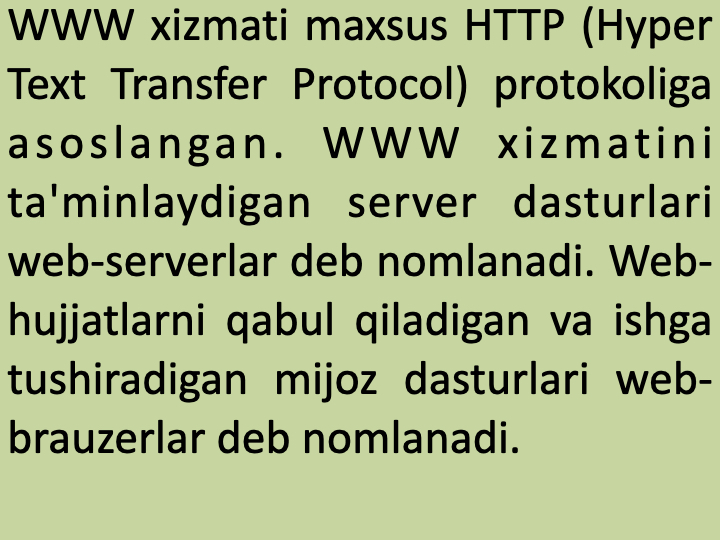 WWW xizmati maxsus HTTP (Hyper
Text Transfer Protocol) protokoliga
asoslangan. WWW xizmatini
ta'minlaydigan server dasturlari
web-serverlar deb nomlanadi. Web-
hujjatlarni qabul qiladigan va ishga
tushiradigan mijoz dasturlari web-
brauzerlar deb nomlanadi.